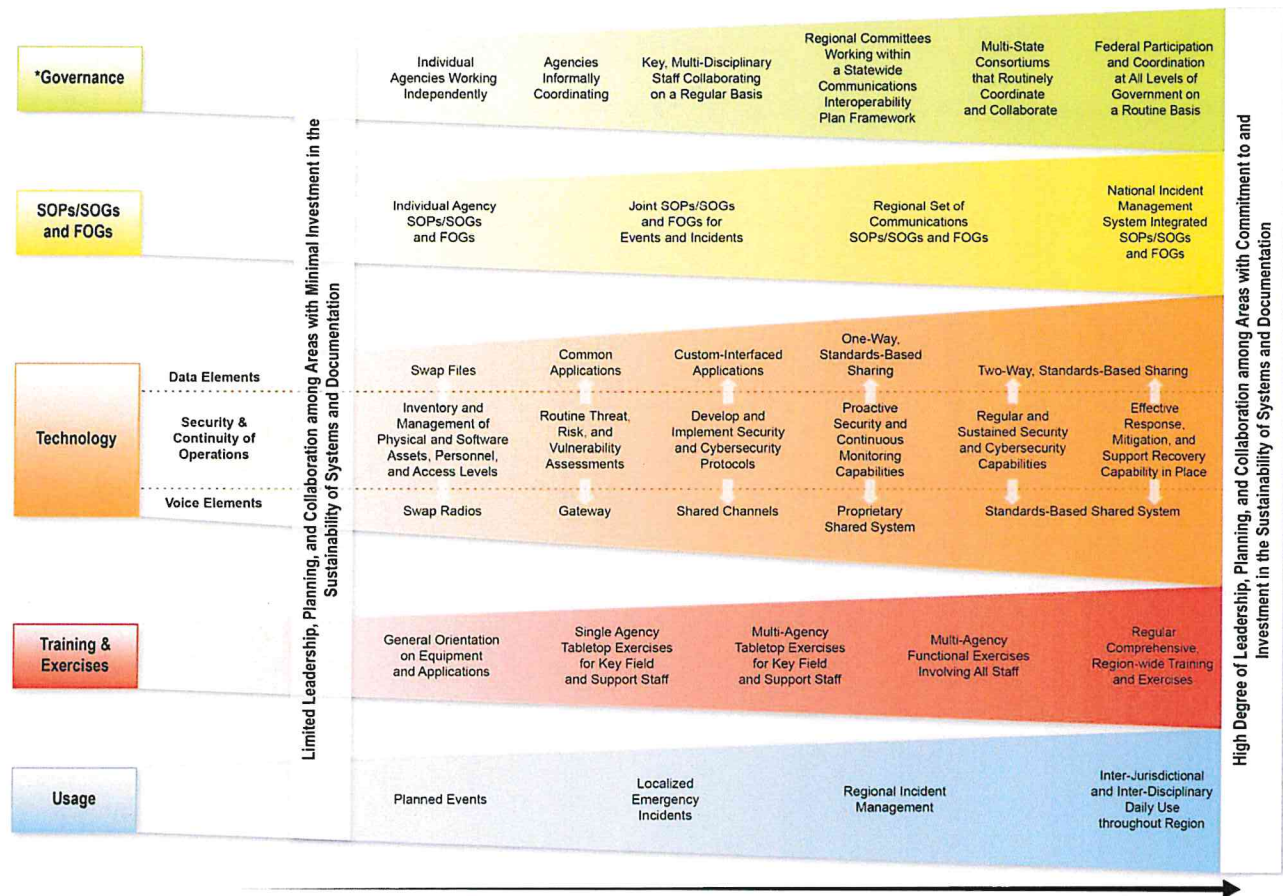 *Governance
Individual
Agencies Working
Independently
Agencies
Informally
Coordinating
Key, Multi-Disciplinary
Staff Collaborating
on a Regular Basis
Regional Committees
Working within
a Statewide
Communications
Interoperability
Plan Framework
Multi-State
Consortiums
that Routinely
Coordinate
and Collaborate
Federal Participation
and Coordination
at All Levels of
Government on
a Routine Basis
Limited Leadership, Planning, and Collaboration among Areas with Minimal Investment in the
Sustainability of Systems and Documentation
High Degree of Leadership, Planning, and Collaboration among Areas with Commitment to and
Investment in the Sustainability of Systems and Documentation
SOPs/SOGs
and FOGs
Individual Agency
SOPs/SOGs
and FOGs
Joint SOPs/SOGs
and FOGs for
Events and Incidents
Regional Set of
Communications
SOPs/SOGs and FOGs
National Incident
Management
System Integrated
SOPs/SOGs
and FOGs
Technology
Data Elements
Swap Files
Common
Applications
Custom-Interfaced
Applications
One-Way,
Standards-Based
Sharing
Two-Way, Standards-Based Sharing
Security &
Continuity of
Operations
Inventory and
Management of
Physical and Software
Assets, Personnel,
and Access Levels
Routine Threat,
Risk, and
Vulnerability
Assessments
Develop and
Implement Security
and Cybersecurity
Protocols
Proactive
Security and
Continuous
Monitoring
Capabilities
Regular and
Sustained Security
and Cybersecurity
Capabilities
Effective
Response,
Mitigation, and
Support Recovery
Capability in Place
Voice Elements
Swap Radios
Gateway
Shared Channels
Proprietary
Shared System
Standards-Based Shared System
Training &
Exercises
General Orientation
on Equipment
and Applications
Single Agency
Tabletop Exercises
for Key Field
and Support Staff
Multi-Agency
Tabletop Exercises
for Key Field
and Support Staff
Multi-Agency
Functional Exercises
Involving All Staff
Regular
Comprehensive,
Region-wide Training
and Exercises
Usage
Planned Events
Localized
Emergency
Incidents
Regional Incident
Management
Inter-Jurisdictional
and Inter-Disciplinary
Daily Use
throughout Region